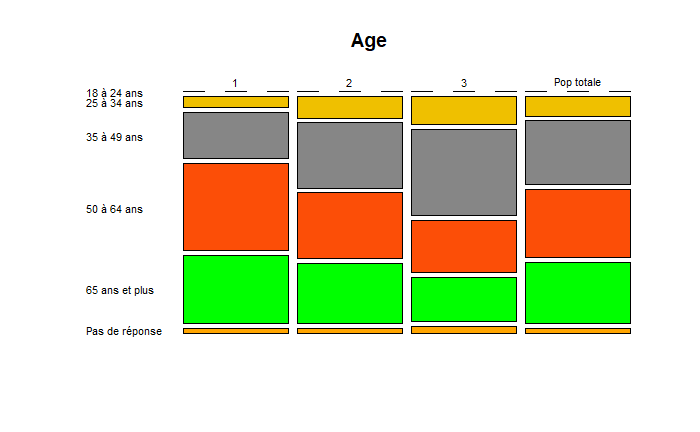 Age
1 2 3 Pop totale
18 à 24 ans
25 à 34 ans
35 à 49 ans
50 à 64 ans
65 ans et plus
Pas de réponse